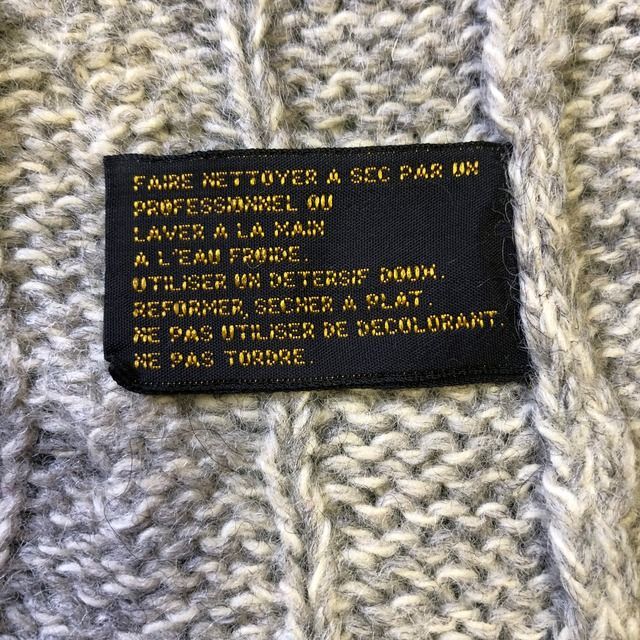 FAIRE NETTOYER A SEC PAR UN
PROFESSIONNEL OU
LAVER A LA MAIN
A L'EAU FROIDE.
UTILISER UN DETERSIF DOUX.
REFORMER, SECHER A PLAT.
NE PAS UTILISER DE DECOLORANT.
NE PAS TORDRE.